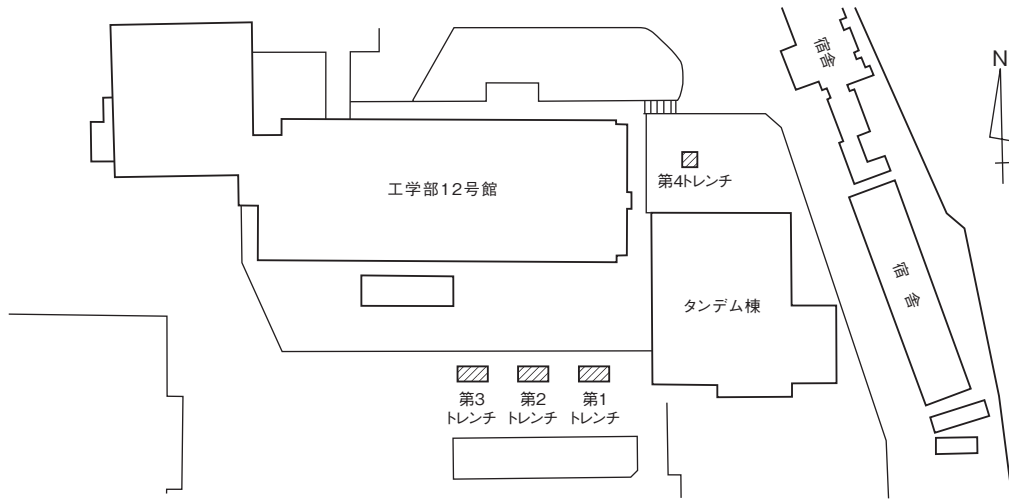 宿舎
N
第4トレンチ
工学部12号館
宿舎
タンデム棟
第3
トレンチ
第2
トレンチ
第1
トレンチ